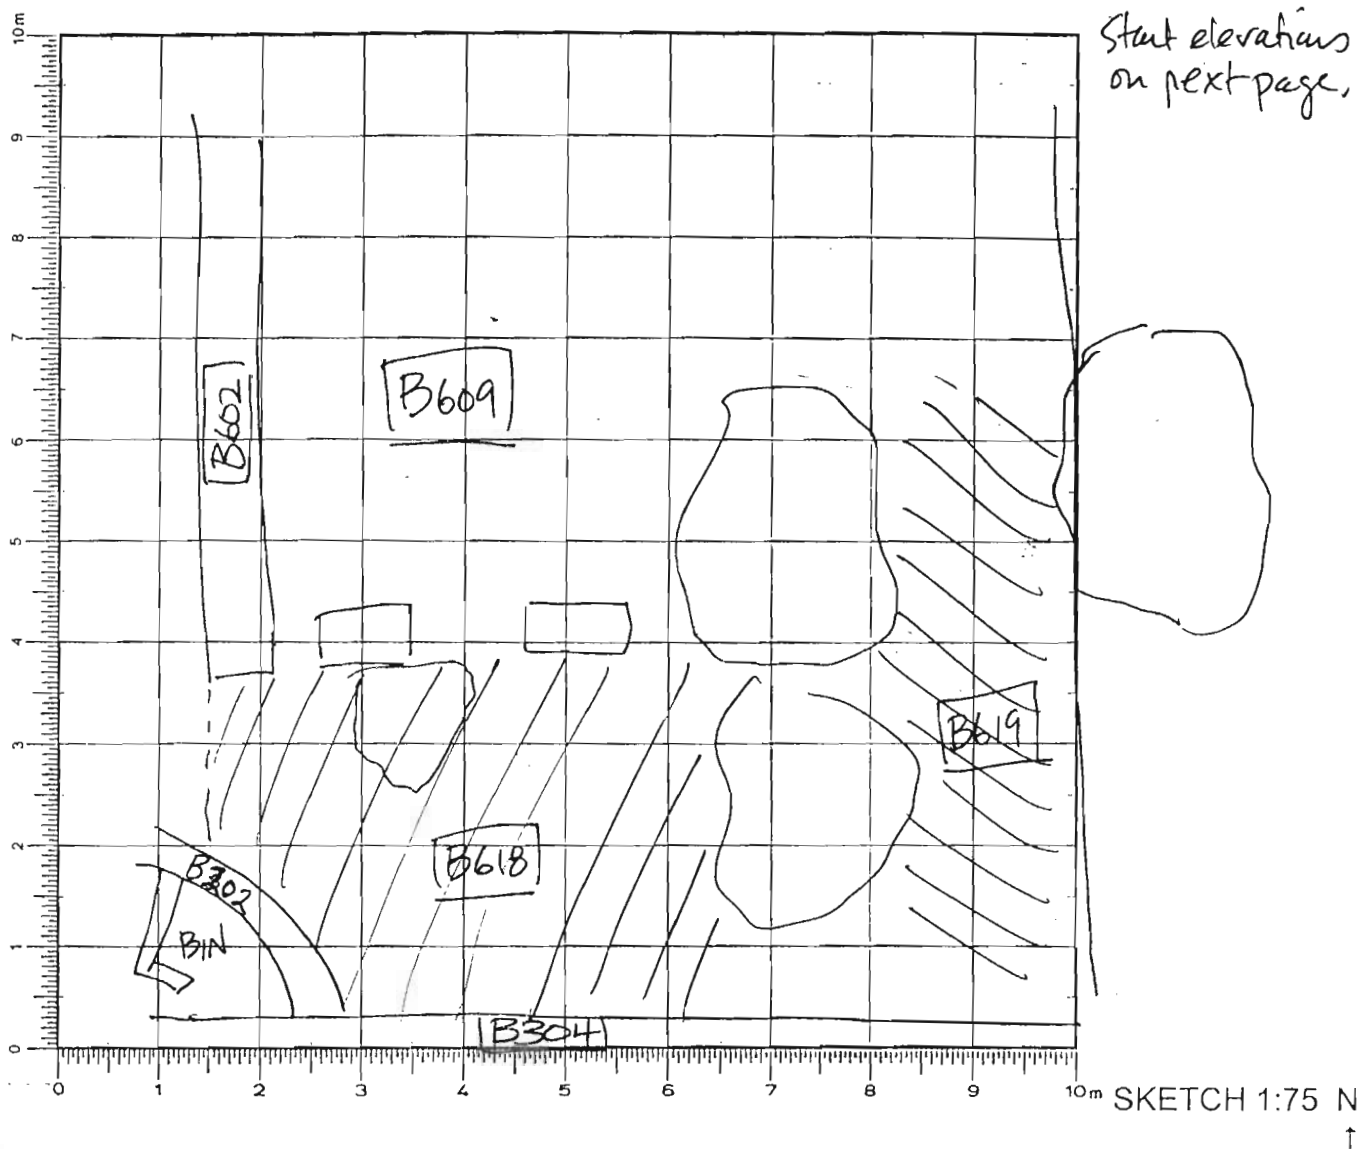 Start elevations
on next page.
10m
9
8
7
6
5
4
3
2
1
0
B602
B609
B619
B618
B302
BIN
B304
0 1 2 3 4 5 6 7 8 9 10m
SKETCH 1:75 N
↑